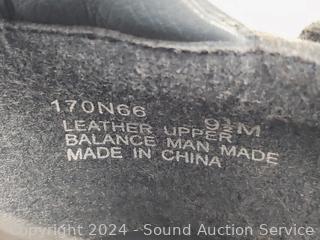 170N66 9½M
LEATHER UPPER
BALANCE MAN MADE
MADE IN CHINA
Copyright 2024 - Sound Auction Service